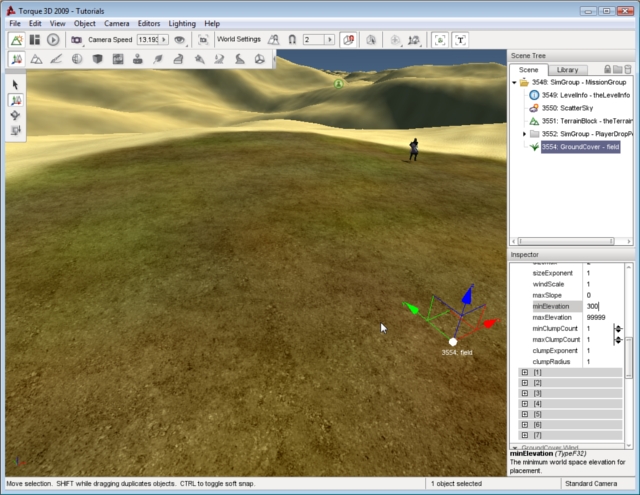 Torque 3D 2009 - Tutorials
File Edit View Object Camera Editors Lighting Help
Camera Speed 13.193 World Settings 2
Scene Tree
Scene Library
3548: SimGroup - MissionGroup
3549: LevelInfo - theLevelInfo
3550: ScatterSky
3551: TerrainBlock - theTerrain
3552: SimGroup - PlayerDropP
3554: GroundCover - field
Inspector
sizeExponent 1
windScale 1
maxSlope 0
minElevation 300
maxElevation 99999
minClumpCount 1
maxClumpCount 1
clumpExponent 1
clumpRadius 1
[1]
[2]
[3]
[4]
[5]
[6]
[7]
GroundCover Wind
minElevation (TypeF32)
The minimum world space elevation for
placement.
3554: field
Move selection. SHIFT while dragging duplicates objects. CTRL to toggle soft snap. 1 object selected Standard Camera